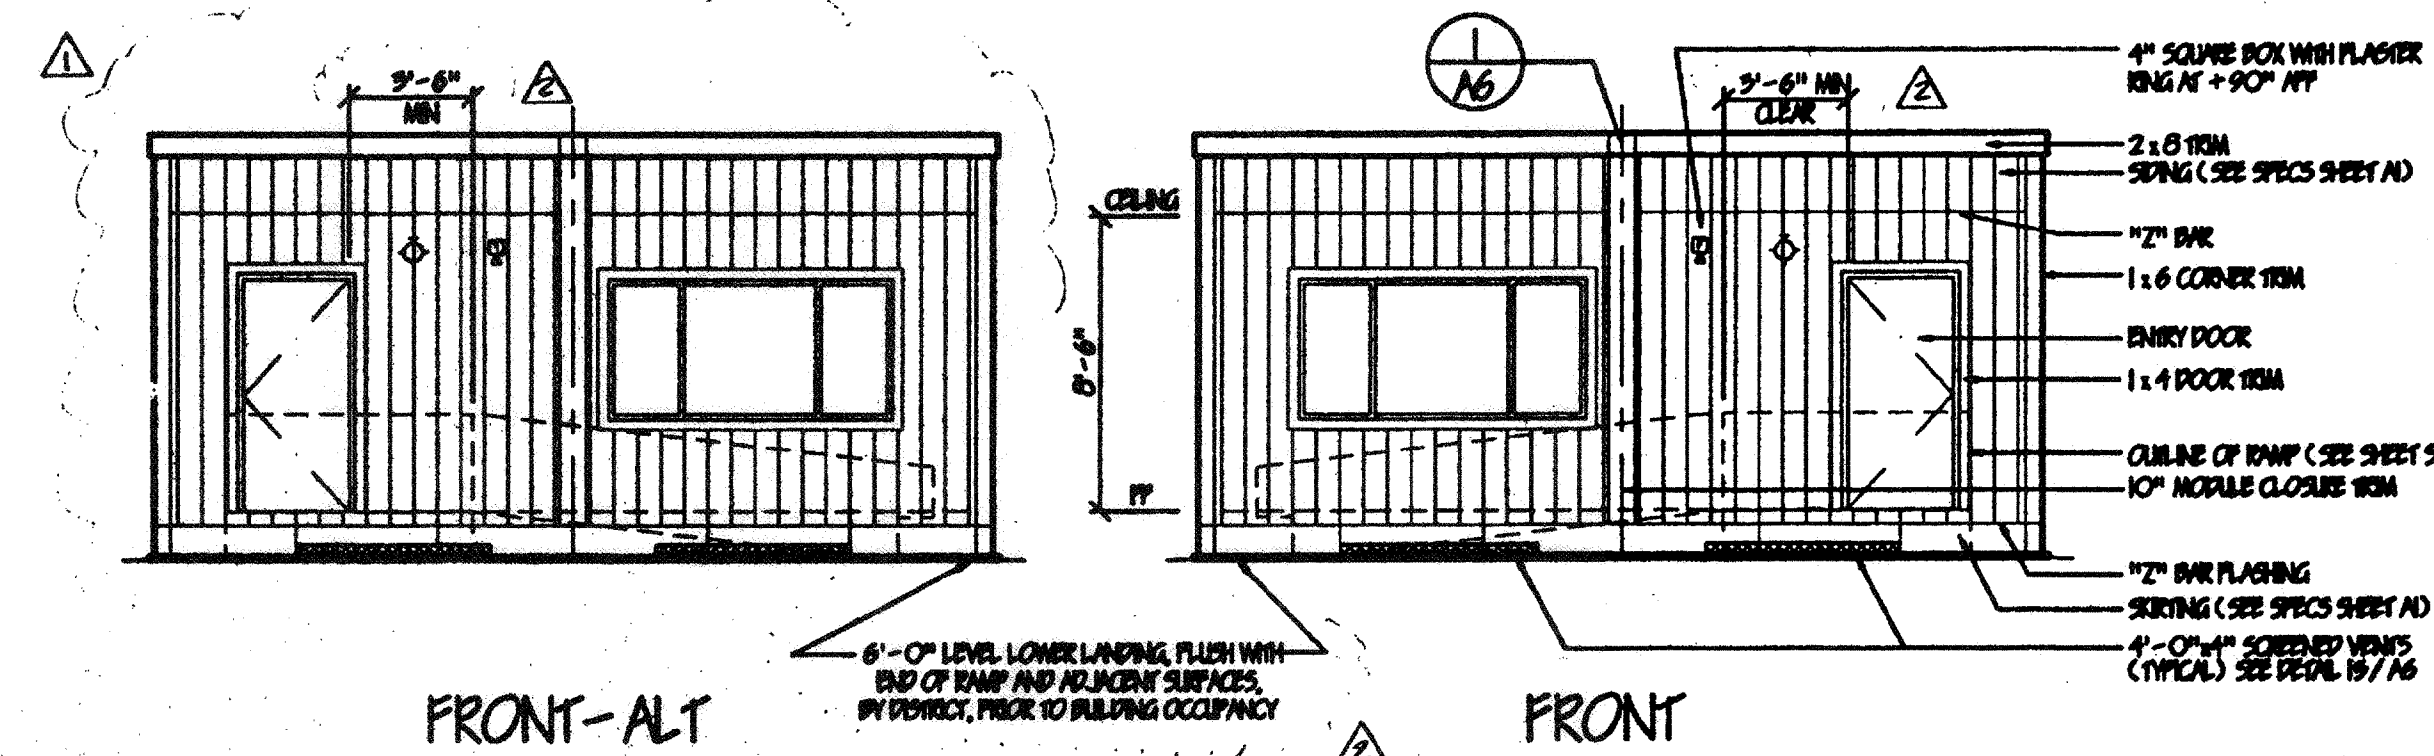 1
3'-6"
MIN
2
1
A6
3'-6" MIN
CLEAR
2
4" SQUARE BOX WITH PLASTER
RING AT +90" AFF
2 x 8 TRIM
SIDING (SEE SPECS SHEET A1)
CEILING
"Z" BAR
1 x 6 CORNER TRIM
8'-6"
ENTRY DOOR
1 x 4 DOOR TRIM
OUTLINE OF RAMP (SEE SHEET S
10" MODULE CLOSURE TRIM
FF
"Z" BAR FLASHING
SKIRTING (SEE SPECS SHEET A1)
4'-0"x4" SCREENED VENTS
(TYPICAL) SEE DETAIL 15/A6
6'-0" LEVEL LOWER LANDING, FLUSH WITH
END OF RAMP AND ADJACENT SURFACES,
BY DISTRICT, PRIOR TO BUILDING OCCUPANCY
FRONT-ALT
FRONT
2